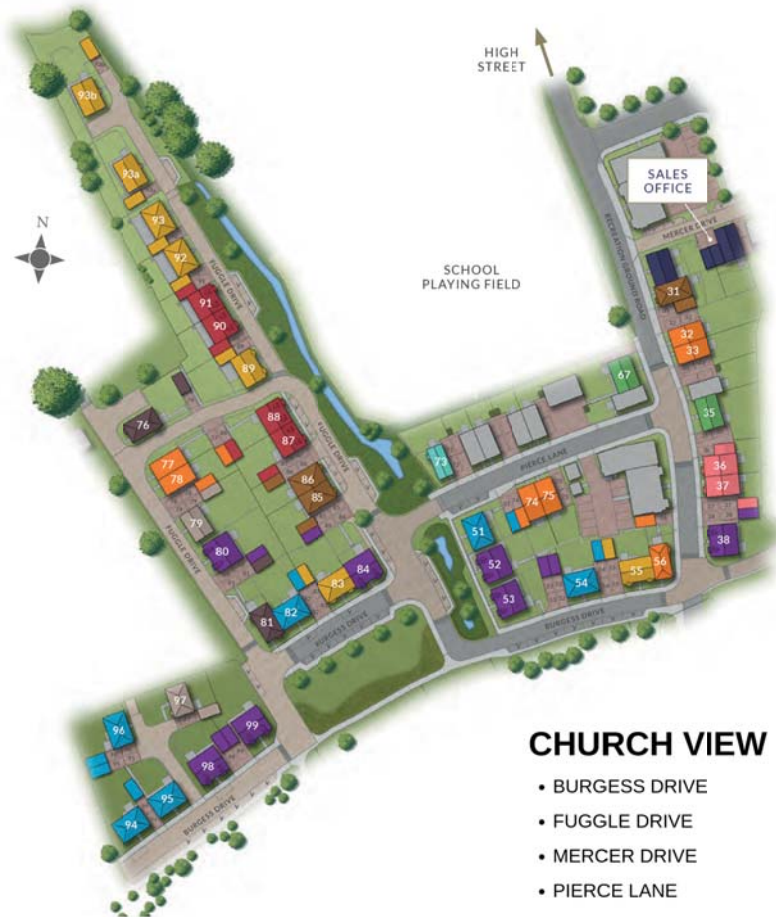 HIGH
STREET
93b
SALES
OFFICE
93a
MERCER DRIVE
93
N
RECREATION GROUND ROAD
92
FUGGLE DRIVE
SCHOOL
PLAYING FIELD
91
31
90
32
33
89
67
76
88
35
87
FUGGLE DRIVE
73
PIERCE LANE
77
36
78
86
37
85
74 75
79
FUGGLE DRIVE
80
51
38
52
84
55 56
83
54
53
81 82
BURGESS DRIVE
BURGESS DRIVE
97
96
99
98
95
94
BURGESS DRIVE
CHURCH VIEW
• BURGESS DRIVE
• FUGGLE DRIVE
• MERCER DRIVE
• PIERCE LANE